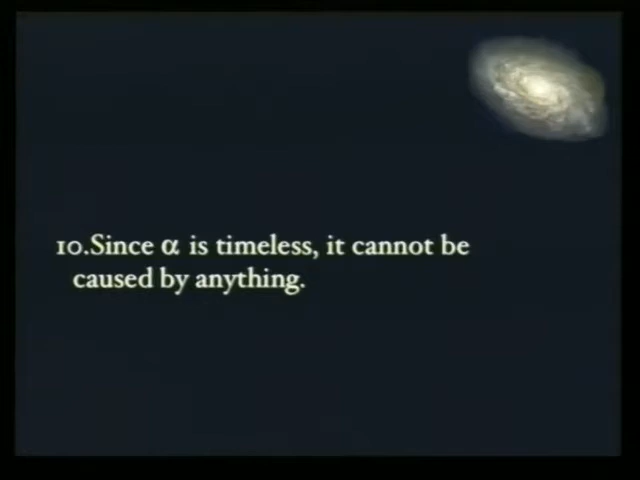 10.Since α is timeless, it cannot be
caused by anything.